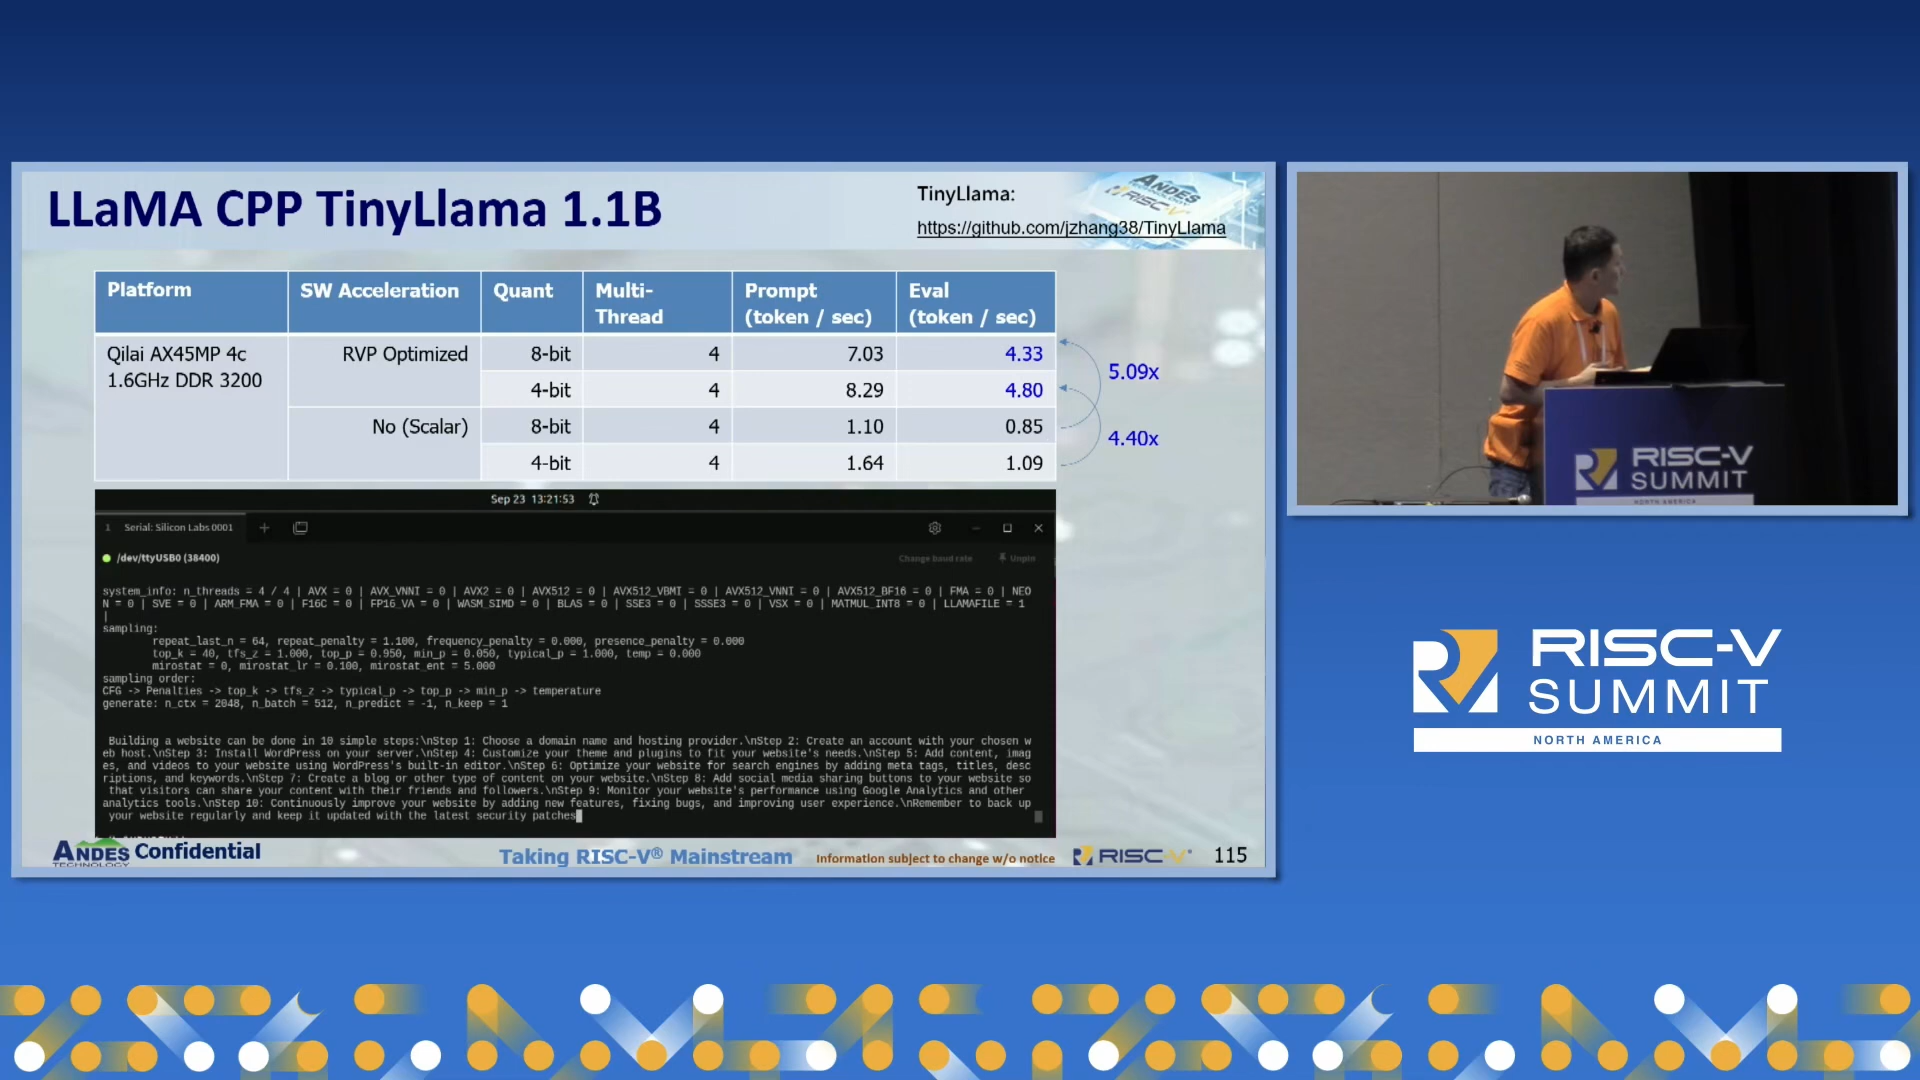 LLaMA CPP TinyLlama 1.1B
TinyLlama:
https://github.com/jzhang38/TinyLlama
ANDES
RISC-V
Platform SW Acceleration Quant Multi-Thread Prompt (token / sec) Eval (token / sec)
Qilai AX45MP 4c 1.6GHz DDR 3200 RVP Optimized 8-bit 4 7.03 4.33
4-bit 4 8.29 4.80
No (Scalar) 8-bit 4 1.10 0.85
4-bit 4 1.64 1.09
5.09x
4.40x
Sep 23 13:21:53
1 Serial: Silicon Labs 0001
/dev/ttyUSB0 (38400) Change baud rate Unpin
system_info: n_threads = 4 / 4 | AVX = 0 | AVX_VNNI = 0 | AVX2 = 0 | AVX512 = 0 | AVX512_VBMI = 0 | AVX512_VNNI = 0 | AVX512_BF16 = 0 | FMA = 0 | NEO
N = 0 | SVE = 0 | ARM_FMA = 0 | F16C = 0 | FP16_VA = 0 | WASM_SIMD = 0 | BLAS = 0 | SSE3 = 0 | SSSE3 = 0 | VSX = 0 | MATMUL_INT8 = 0 | LLAMAFILE = 1
|
sampling:
repeat_last_n = 64, repeat_penalty = 1.100, frequency_penalty = 0.000, presence_penalty = 0.000
top_k = 40, tfs_z = 1.000, top_p = 0.950, min_p = 0.050, typical_p = 1.000, temp = 0.000
mirostat = 0, mirostat_lr = 0.100, mirostat_ent = 5.000
sampling order:
CFG -> Penalties -> top_k -> tfs_z -> typical_p -> top_p -> min_p -> temperature
generate: n_ctx = 2048, n_batch = 512, n_predict = -1, n_keep = 1
Building a website can be done in 10 simple steps:\nStep 1: Choose a domain name and hosting provider.\nStep 2: Create an account with your chosen w
eb host.\nStep 3: Install WordPress on your server.\nStep 4: Customize your theme and plugins to fit your website's needs.\nStep 5: Add content, imag
es, and videos to your website using WordPress's built-in editor.\nStep 6: Optimize your website for search engines by adding meta tags, titles, desc
riptions, and keywords.\nStep 7: Create a blog or other type of content on your website.\nStep 8: Add social media sharing buttons to your website so
that visitors can share your content with their friends and followers.\nStep 9: Monitor your website's performance using Google Analytics and other
analytics tools.\nStep 10: Continuously improve your website by adding new features, fixing bugs, and improving user experience.\nRemember to back up
your website regularly and keep it updated with the latest security patches
ANDES TECHNOLOGY Confidential
Taking RISC-V® Mainstream
Information subject to change w/o notice
RISC-V® 115
RISC-V
SUMMIT
NORTH AMERICA
RISC-V
SUMMIT
NORTH AMERICA